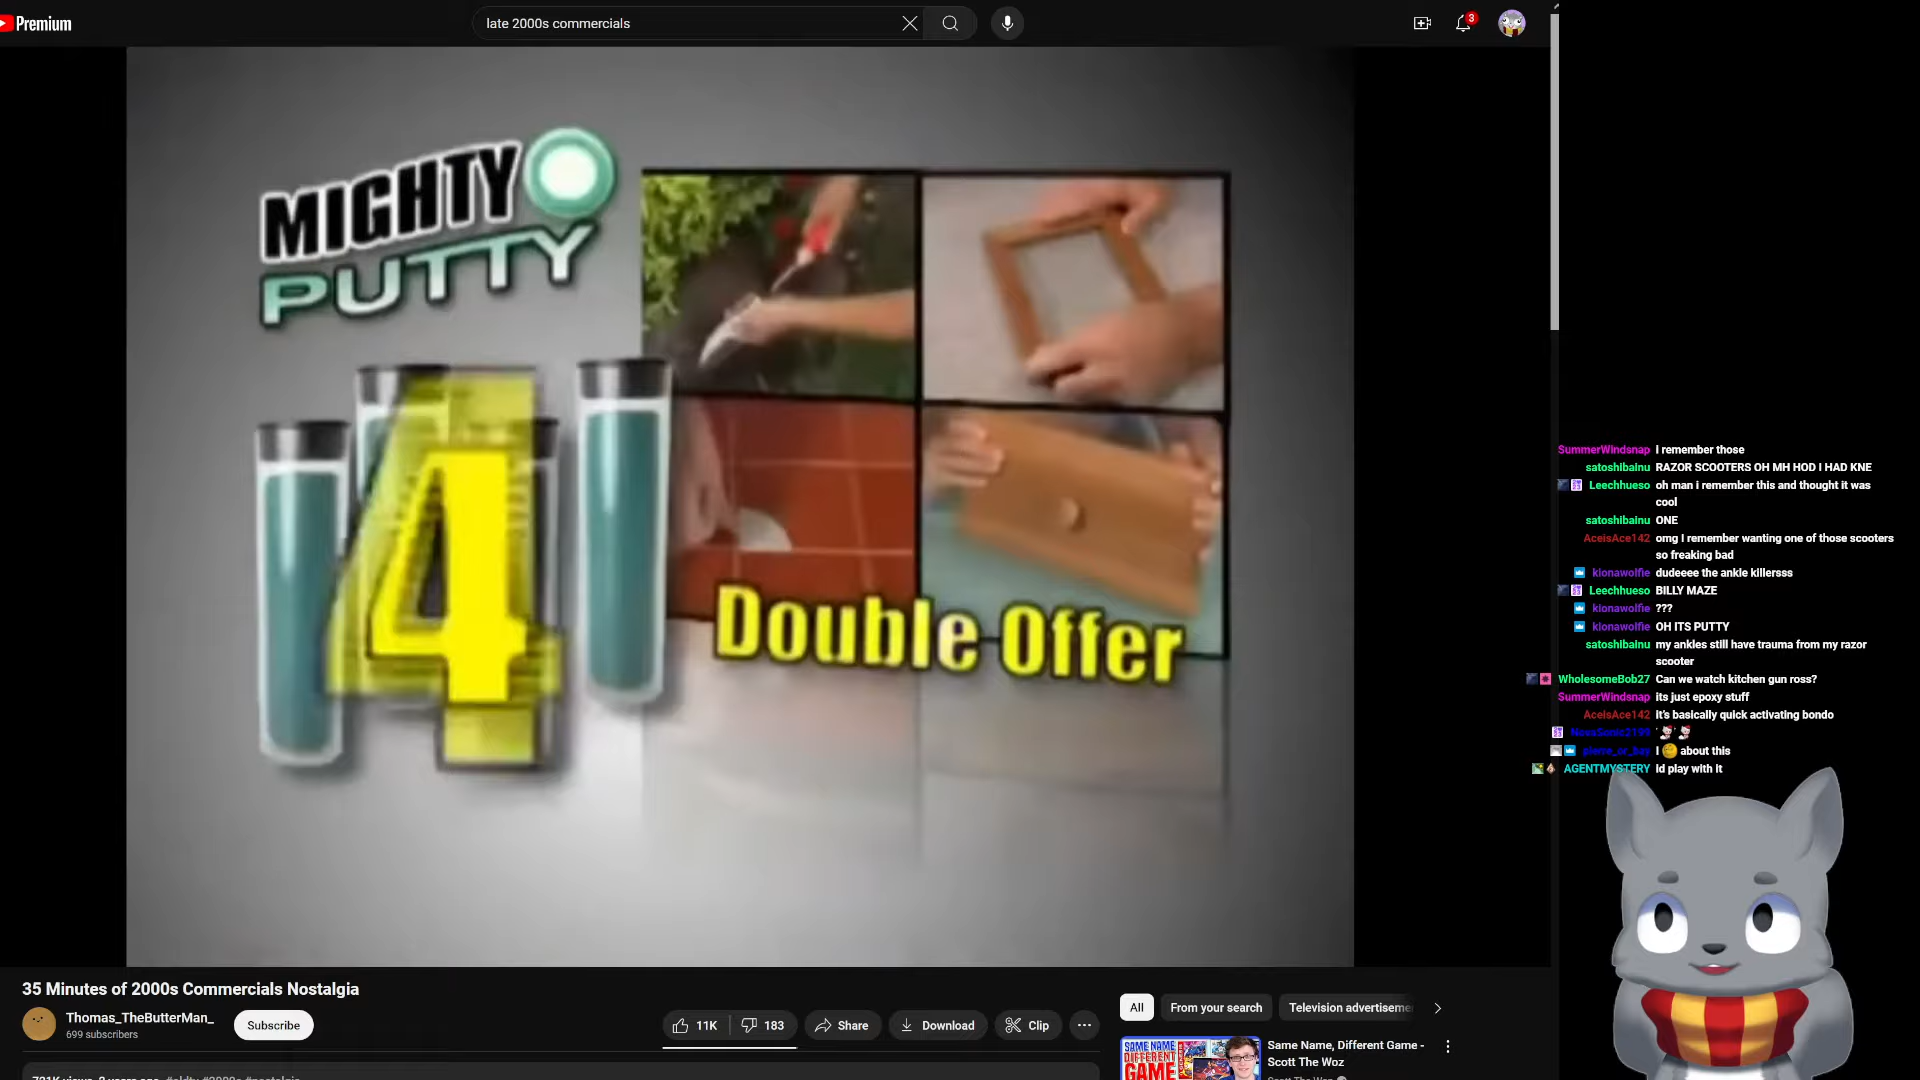 Premium
late 2000s commercials
3
MIGHTY
PUTTY
4
Double Offer
SummerWindsnap I remember those
satoshibainu RAZOR SCOOTERS OH MH HOD I HAD KNE
Leechhueso oh man i remember this and thought it was
cool
satoshibainu ONE
AceisAce142 omg I remember wanting one of those scooters
so freaking bad
kionawolfie dudeeee the ankle killersss
Leechhueso BILLY MAZE
kionawolfie ???
kionawolfie OH ITS PUTTY
satoshibainu my ankles still have trauma from my razor
scooter
WholesomeBob27 Can we watch kitchen gun ross?
SummerWindsnap its just epoxy stuff
AceisAce142 it's basically quick activating bondo
NovaSonic2199
I about this
AGENTMYSTERY Id play with it
35 Minutes of 2000s Commercials Nostalgia
Thomas_TheButterMan_
699 subscribers
Subscribe
11K
183
Share
Download
Clip
All
From your search
Television advertiseme
SAME NAME
DIFFERENT
GAME
Same Name, Different Game -
Scott The Woz